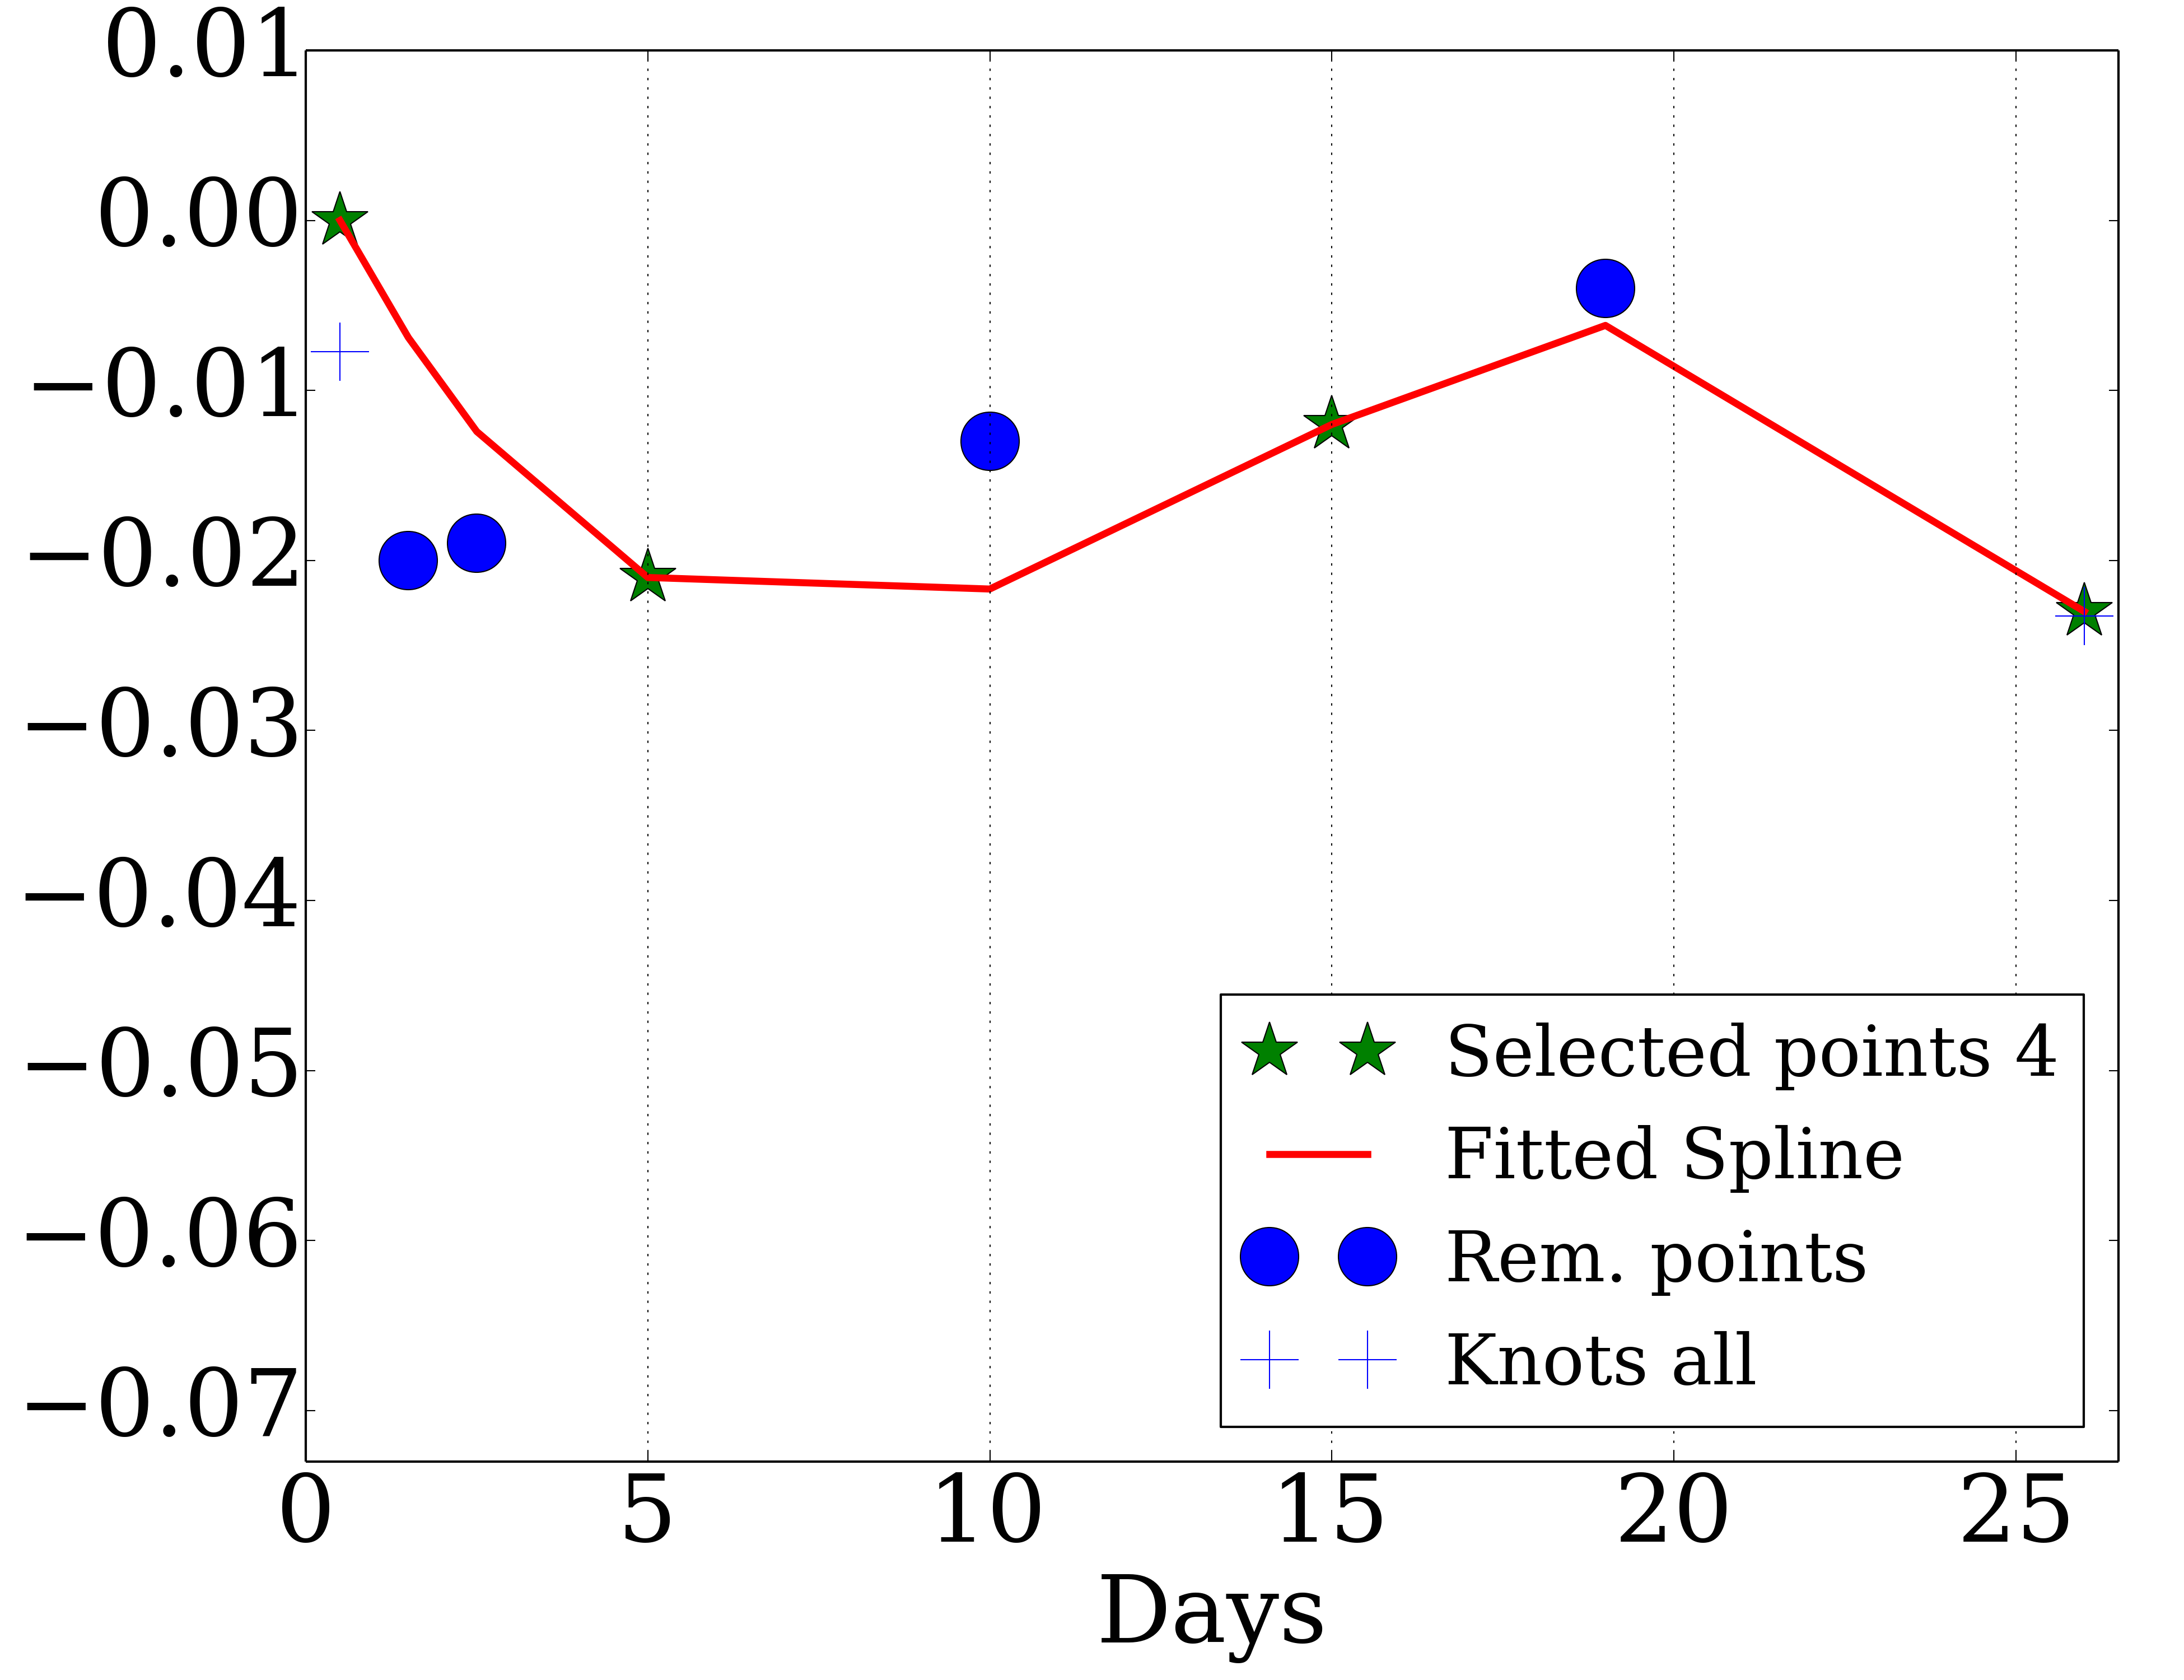 0.01
0.00
−0.01
−0.02
−0.03
−0.04
−0.05
−0.06
−0.07
Selected points 4
Fitted Spline
Rem. points
Knots all
0 5 10 15 20 25
Days